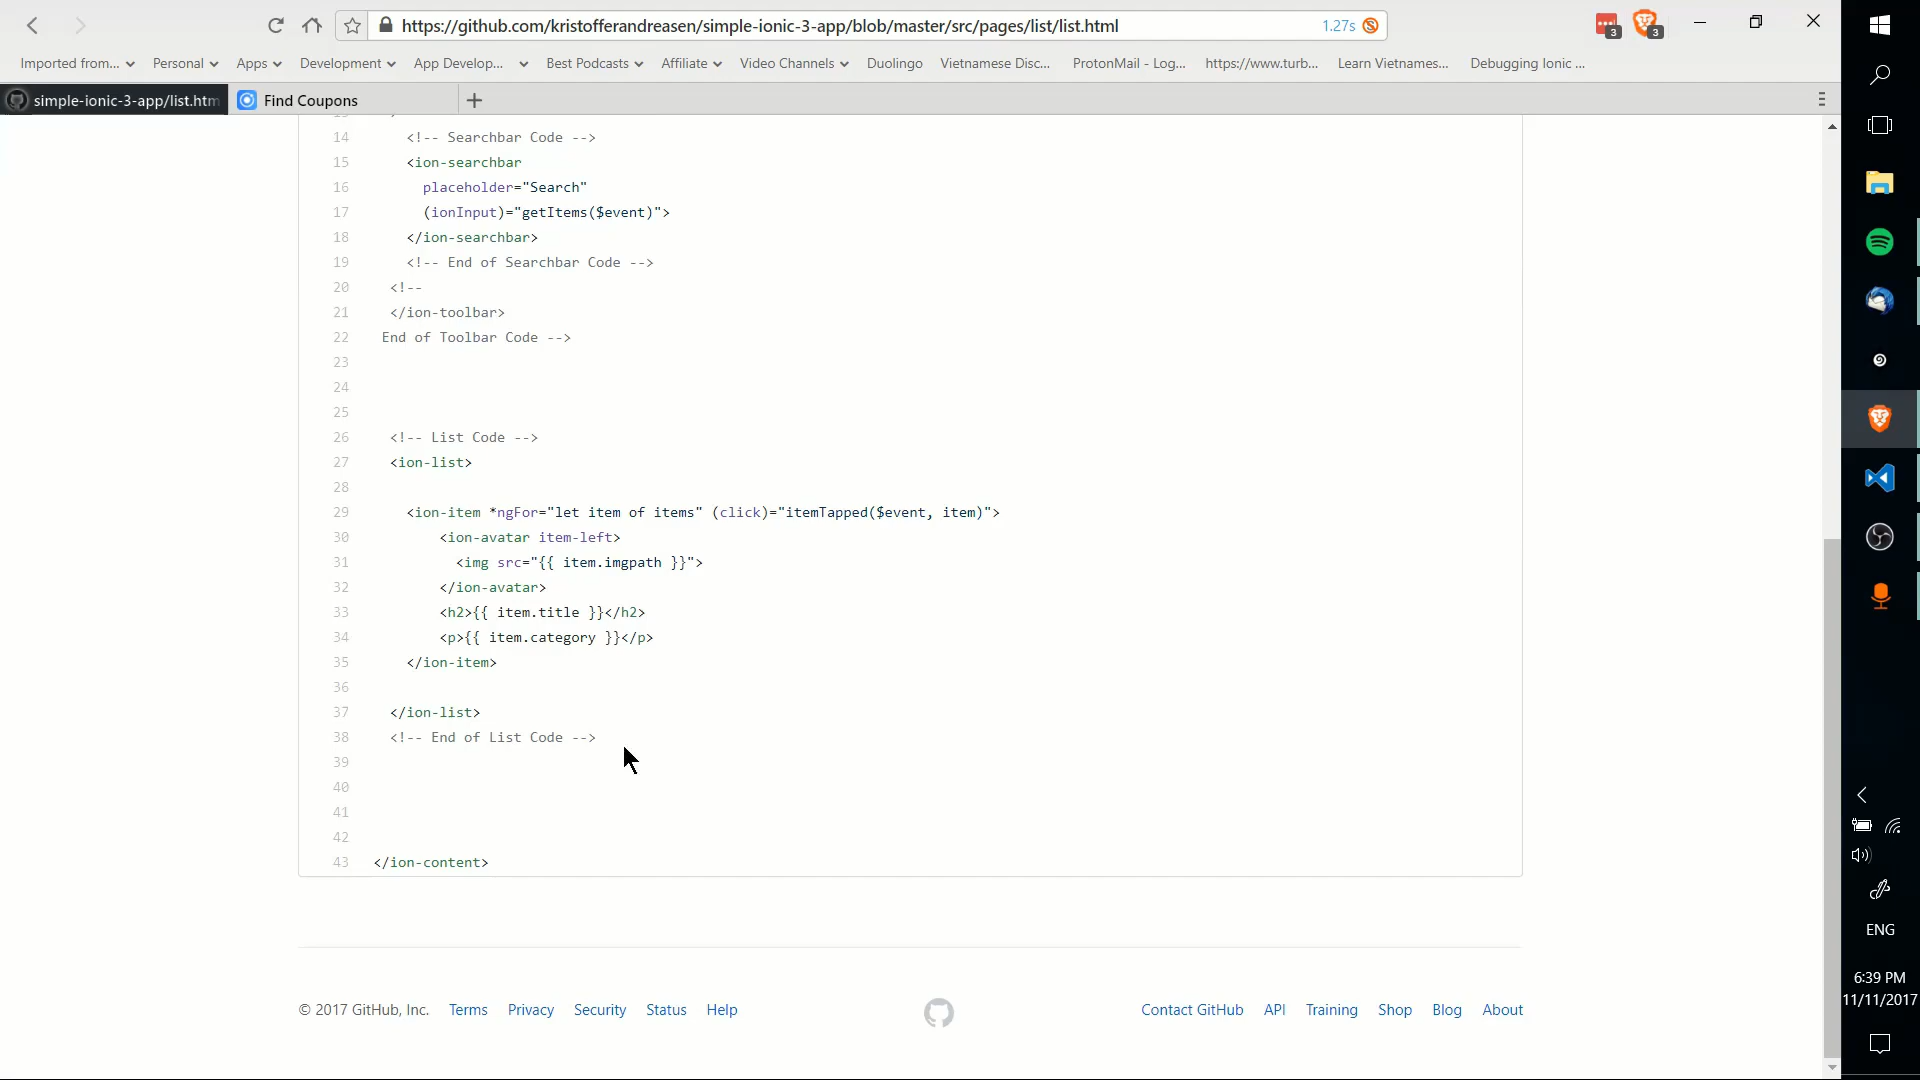 https://github.com/kristofferandreasen/simple-ionic-3-app/blob/master/src/pages/list/list.html 1.27s 3 3
Imported from... Personal Apps Development App Develop... Best Podcasts Affiliate Video Channels Duolingo Vietnamese Disc... ProtonMail - Log... https://www.turb... Learn Vietnames... Debugging Ionic ...
simple-ionic-3-app/list.htm Find Coupons
14 <!-- Searchbar Code -->
15 <ion-searchbar
16 placeholder="Search"
17 (ionInput)="getItems($event)">
18 </ion-searchbar>
19 <!-- End of Searchbar Code -->
20 <!--
21 </ion-toolbar>
22 End of Toolbar Code -->
23
24
25
26 <!-- List Code -->
27 <ion-list>
28
29 <ion-item *ngFor="let item of items" (click)="itemTapped($event, item)">
30 <ion-avatar item-left>
31 <img src="{{ item.imgpath }}">
32 </ion-avatar>
33 <h2>{{ item.title }}</h2>
34 <p>{{ item.category }}</p>
35 </ion-item>
36
37 </ion-list>
38 <!-- End of List Code -->
39
40
41
42
43 </ion-content>
© 2017 GitHub, Inc. Terms Privacy Security Status Help Contact GitHub API Training Shop Blog About
ENG
6:39 PM
11/11/2017